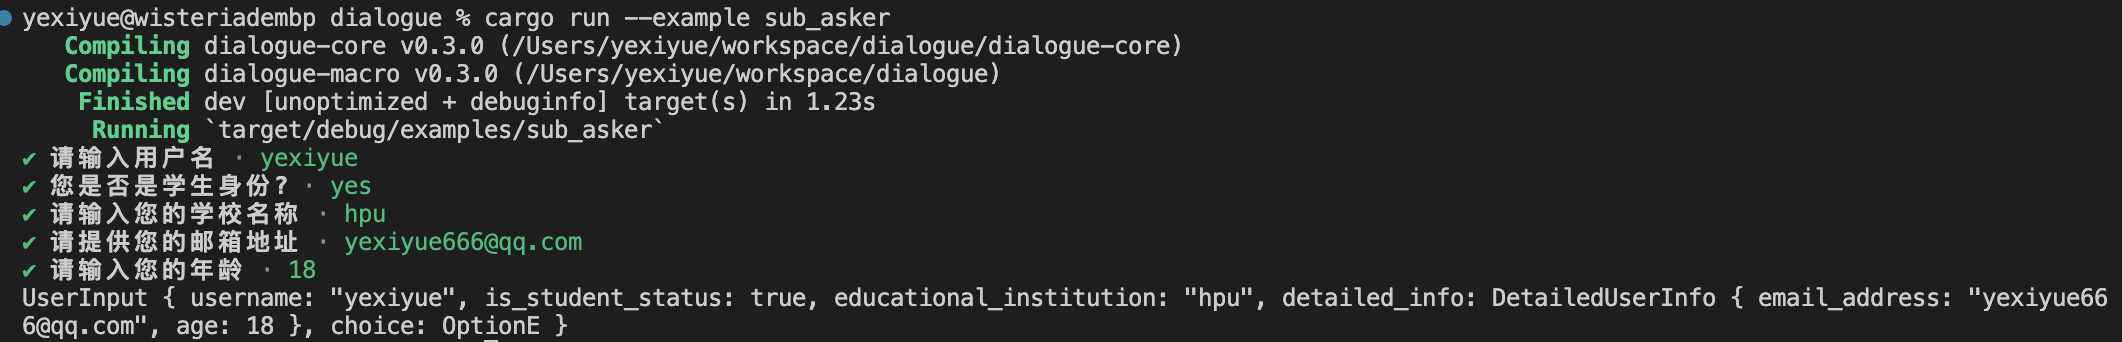 yexiyue@wisteriadembp dialogue % cargo run --example sub_asker
Compiling dialogue-core v0.3.0 (/Users/yexiyue/workspace/dialogue/dialogue-core)
Compiling dialogue-macro v0.3.0 (/Users/yexiyue/workspace/dialogue)
Finished dev [unoptimized + debuginfo] target(s) in 1.23s
Running `target/debug/examples/sub_asker`
✔ 请输入用户名 · yexiyue
✔ 您是否是学生身份? · yes
✔ 请输入您的学校名称 · hpu
✔ 请提供您的邮箱地址 · yexiyue666@qq.com
✔ 请输入您的年龄 · 18
UserInput { username: "yexiyue", is_student_status: true, educational_institution: "hpu", detailed_info: DetailedUserInfo { email_address: "yexiyue66
6@qq.com", age: 18 }, choice: OptionE }